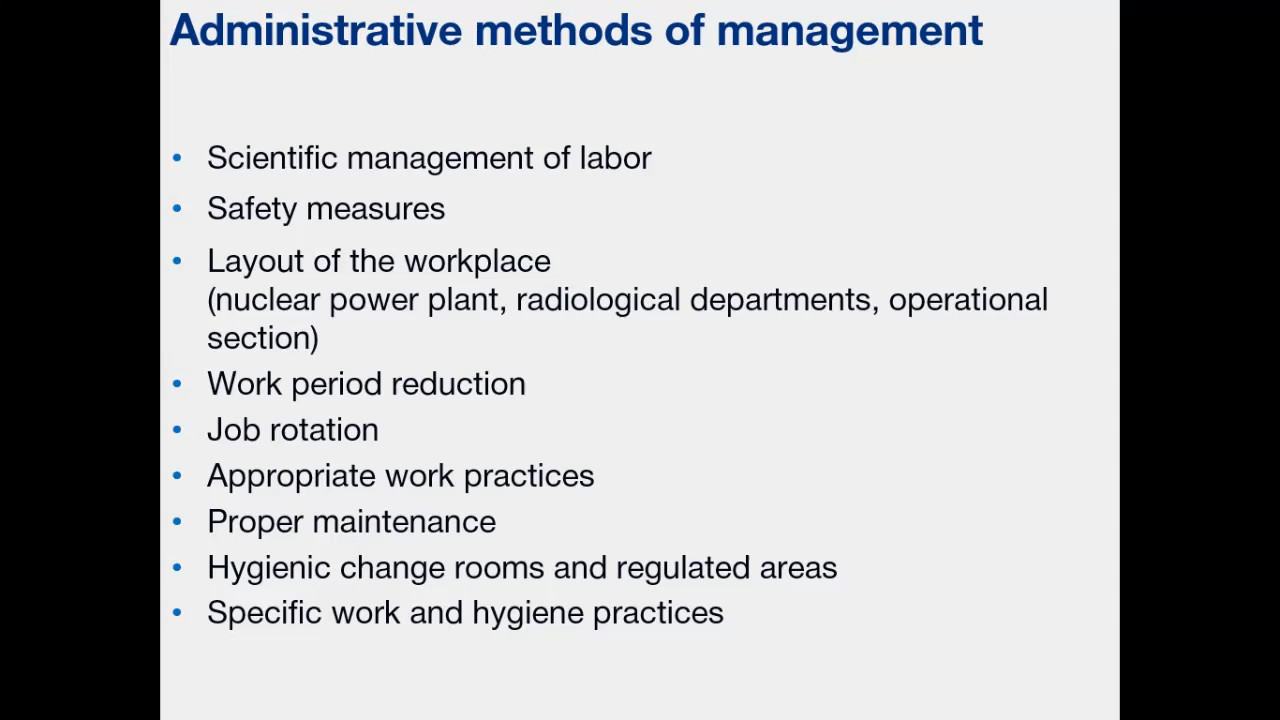 Administrative methods of management
• Scientific management of labor
• Safety measures
• Layout of the workplace
(nuclear power plant, radiological departments, operational
section)
• Work period reduction
• Job rotation
• Appropriate work practices
• Proper maintenance
• Hygienic change rooms and regulated areas
• Specific work and hygiene practices